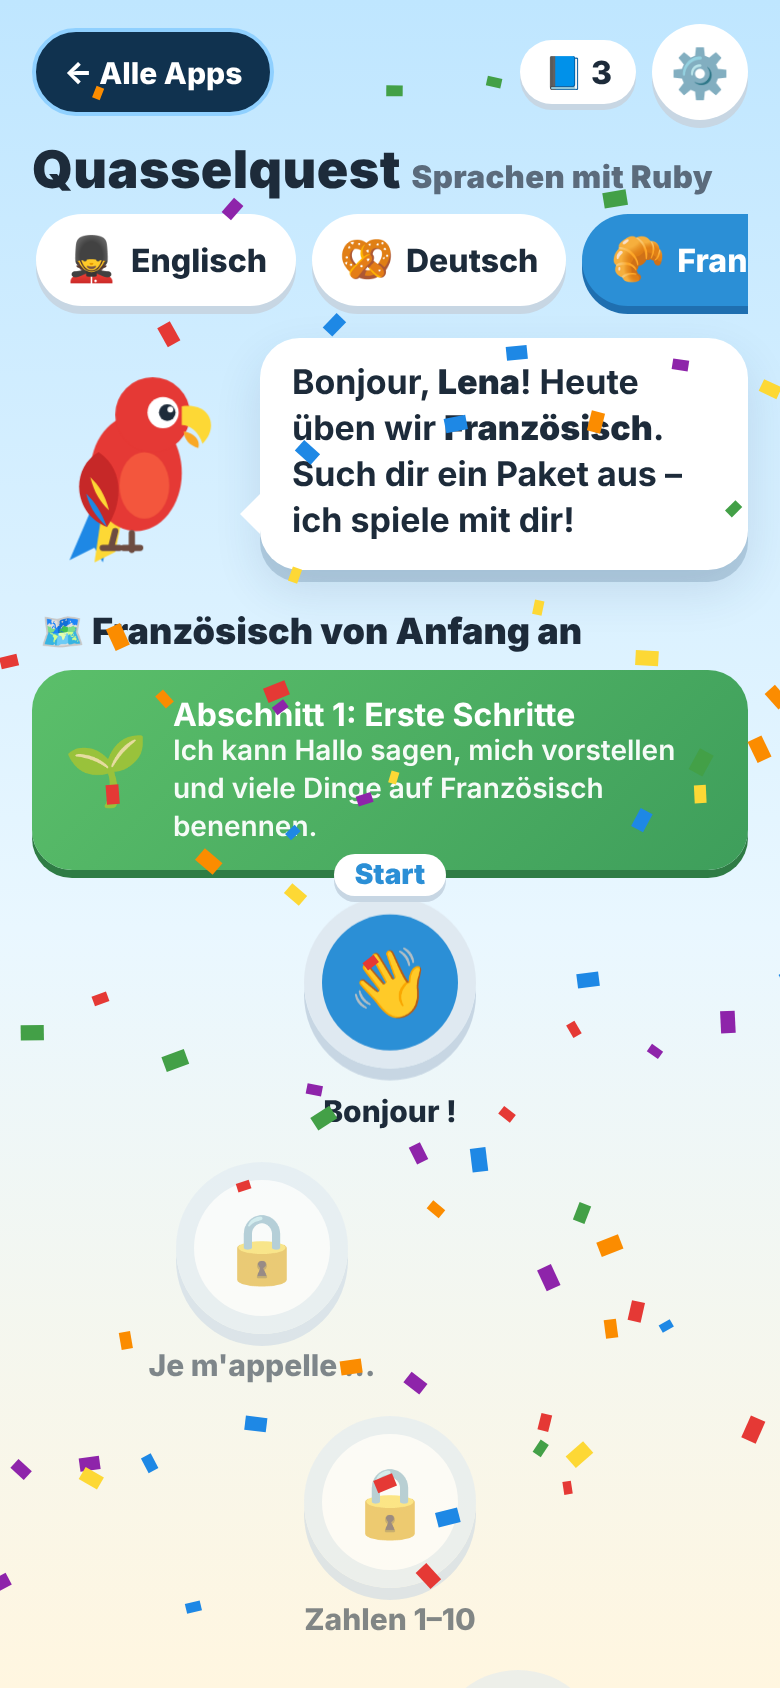 ← Alle Apps
3
Quasselquest Sprachen mit Ruby
Englisch
Deutsch
Fran
Bonjour, Lena! Heute
üben wir Französisch.
Such dir ein Paket aus –
ich spiele mit dir!
Französisch von Anfang an
Abschnitt 1: Erste Schritte
Ich kann Hallo sagen, mich vorstellen
und viele Dinge auf Französisch
benennen.
Start
Bonjour !
Je m'appelle …
Zahlen 1–10